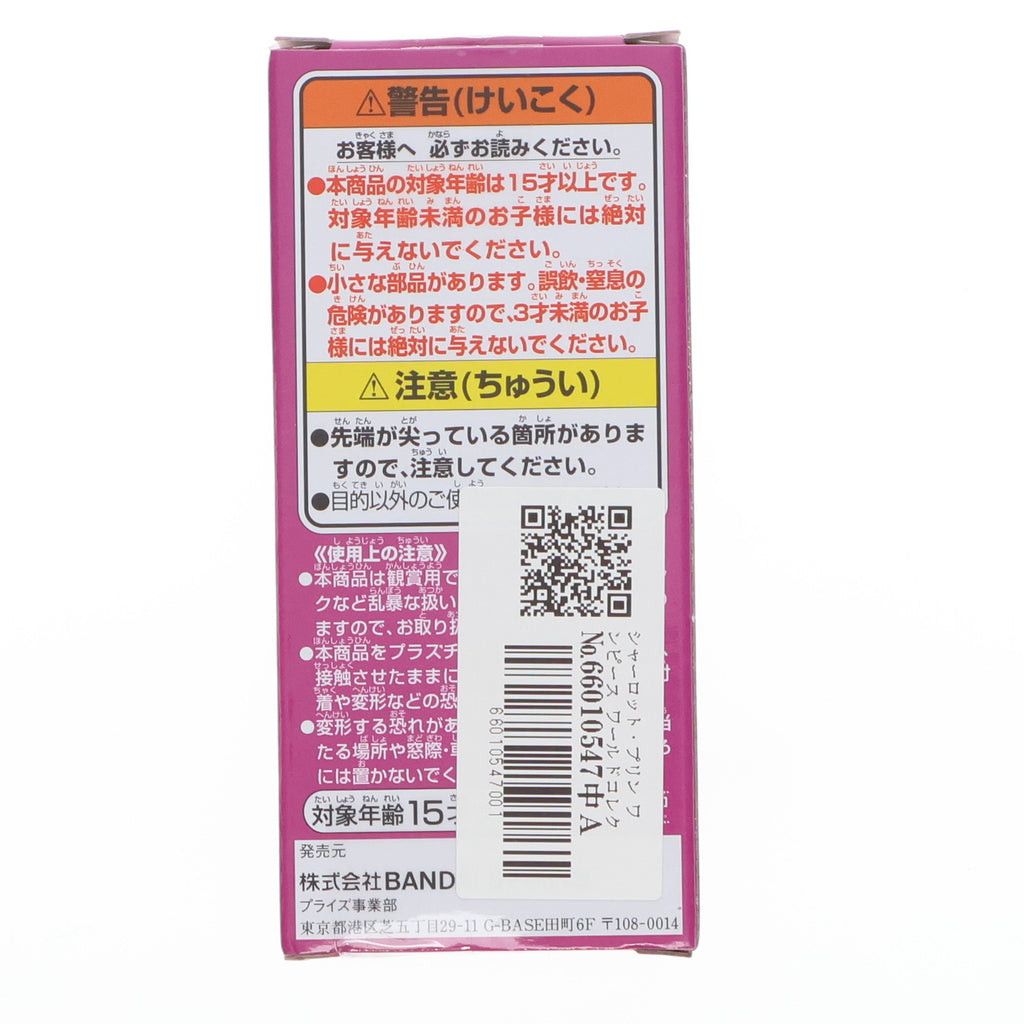 ⚠警告(けいこく)
お客様へ 必ずお読みください。
●本商品の対象年齢は15才以上です。
対象年齢未満のお子様には絶対
に与えないでください。
●小さな部品があります。誤飲・窒息の
危険がありますので、3才未満のお子
様には絶対に与えないでください。
⚠注意(ちゅうい)
●先端が尖っている箇所がありま
すので、注意してください。
●目的以外のご使
《使用上の注意》
●本商品は観賞用で
クなど乱暴な扱い
ますので、お取り扱
●本商品をプラスチ
接触させたままに
着や変形などの恐
●変形する恐れがあ
たる場所や窓際・車
には置かないでく
対象年齢15才
発売元
株式会社BAND
プライズ事業部
東京都港区芝五丁目29-11 G-BASE田町6F 〒108-0014
シャーロット・プリン ワ
ンピース ワールドコレク
No.66010547中A
66010547001